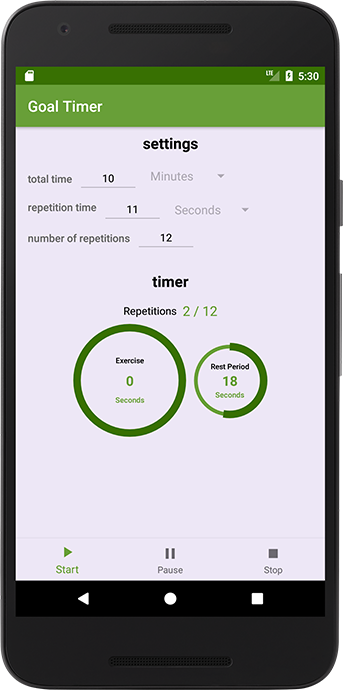 LTE 5:30
Goal Timer
settings
total time 10 Minutes
repetition time 11 Seconds
number of repetitions 12
timer
Repetitions 2 / 12
Exercise
0
Seconds
Rest Period
18
Seconds
Start Pause Stop